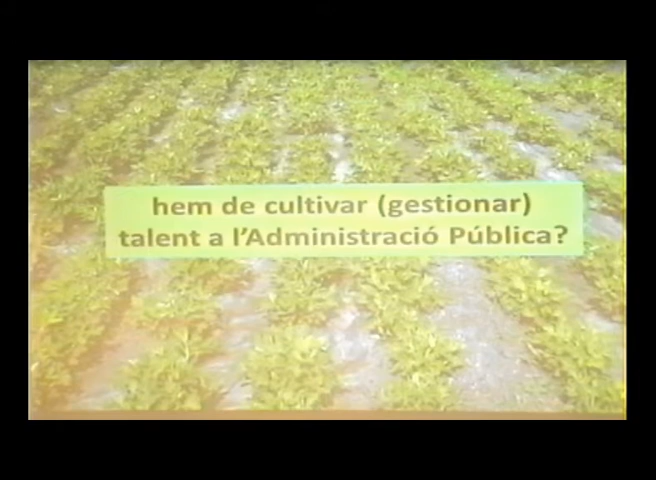 hem de cultivar (gestionar)
talent a l'Administració Pública?